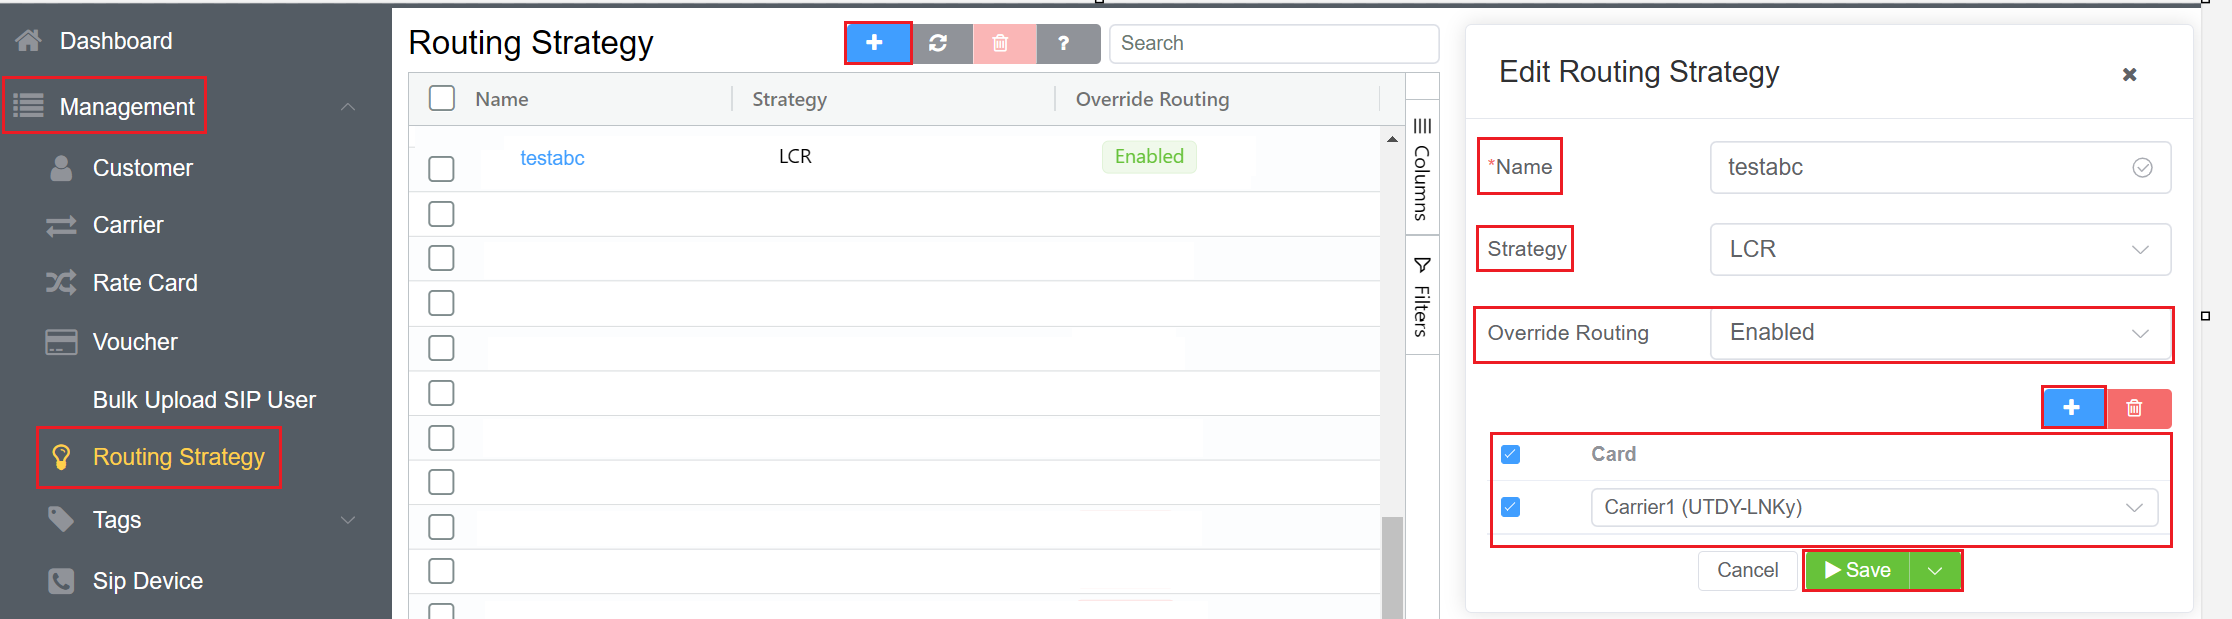 Dashboard
Management
Customer
Carrier
Rate Card
Voucher
Bulk Upload SIP User
Routing Strategy
Tags
Sip Device
Routing Strategy
?
Search
Name Strategy Override Routing
testabc LCR Enabled
Columns
Filters
Edit Routing Strategy
*Name testabc
Strategy LCR
Override Routing Enabled
Card
Carrier1 (UTDY-LNKy)
Cancel Save